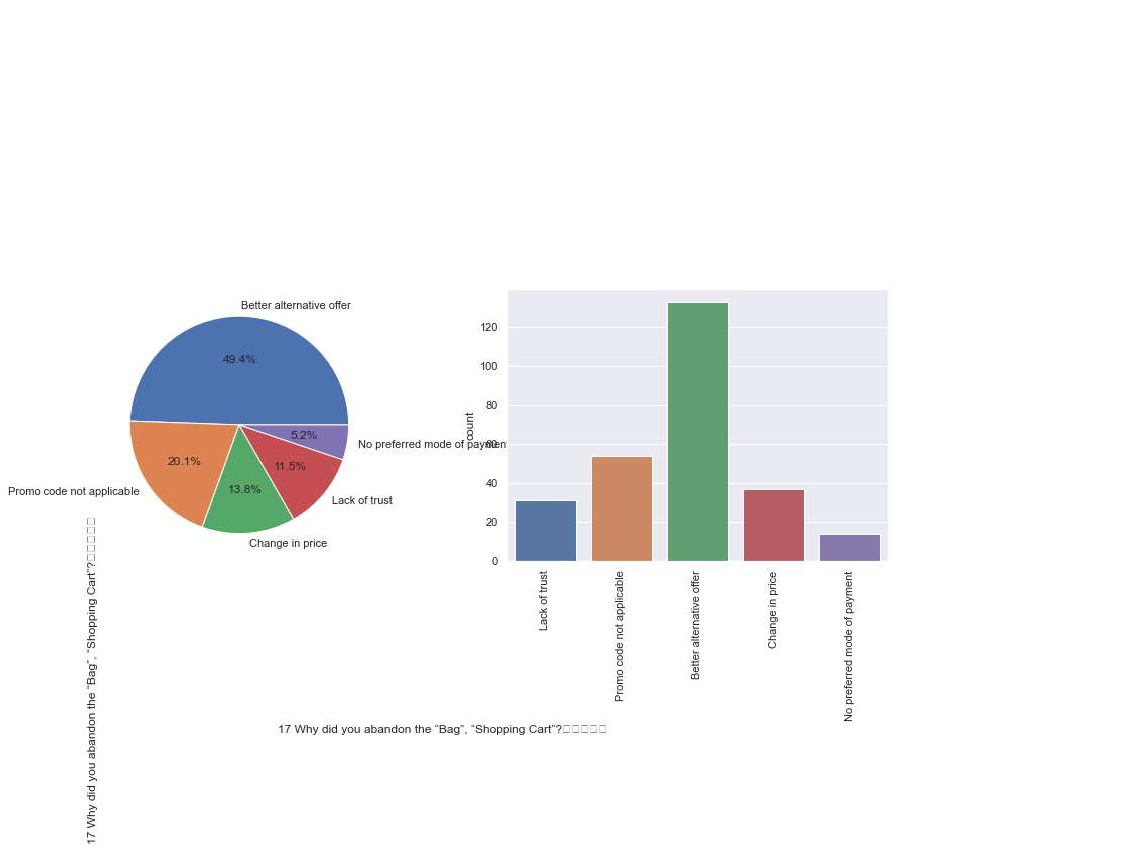 Better alternative offer
49.4%
5.2%
No preferred mode of paymen
20.1%
11.5%
13.8%
Promo code not applicable
Lack of trust
Change in price
17 Why did you abandon the “Bag”, “Shopping Cart”?□□□□□
count
120
100
80
60
40
20
0
Lack of trust
Promo code not applicable
Better alternative offer
Change in price
No preferred mode of payment
17 Why did you abandon the “Bag”, “Shopping Cart”?□□□□□